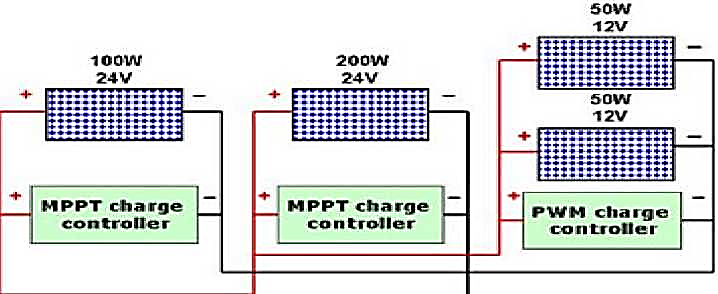 50W
12V
100W
24V
200W
24V
+
−
+
−
+
−
50W
12V
+
−
+
−
MPPT charge
controller
+
−
MPPT charge
controller
+
−
PWM charge
controller